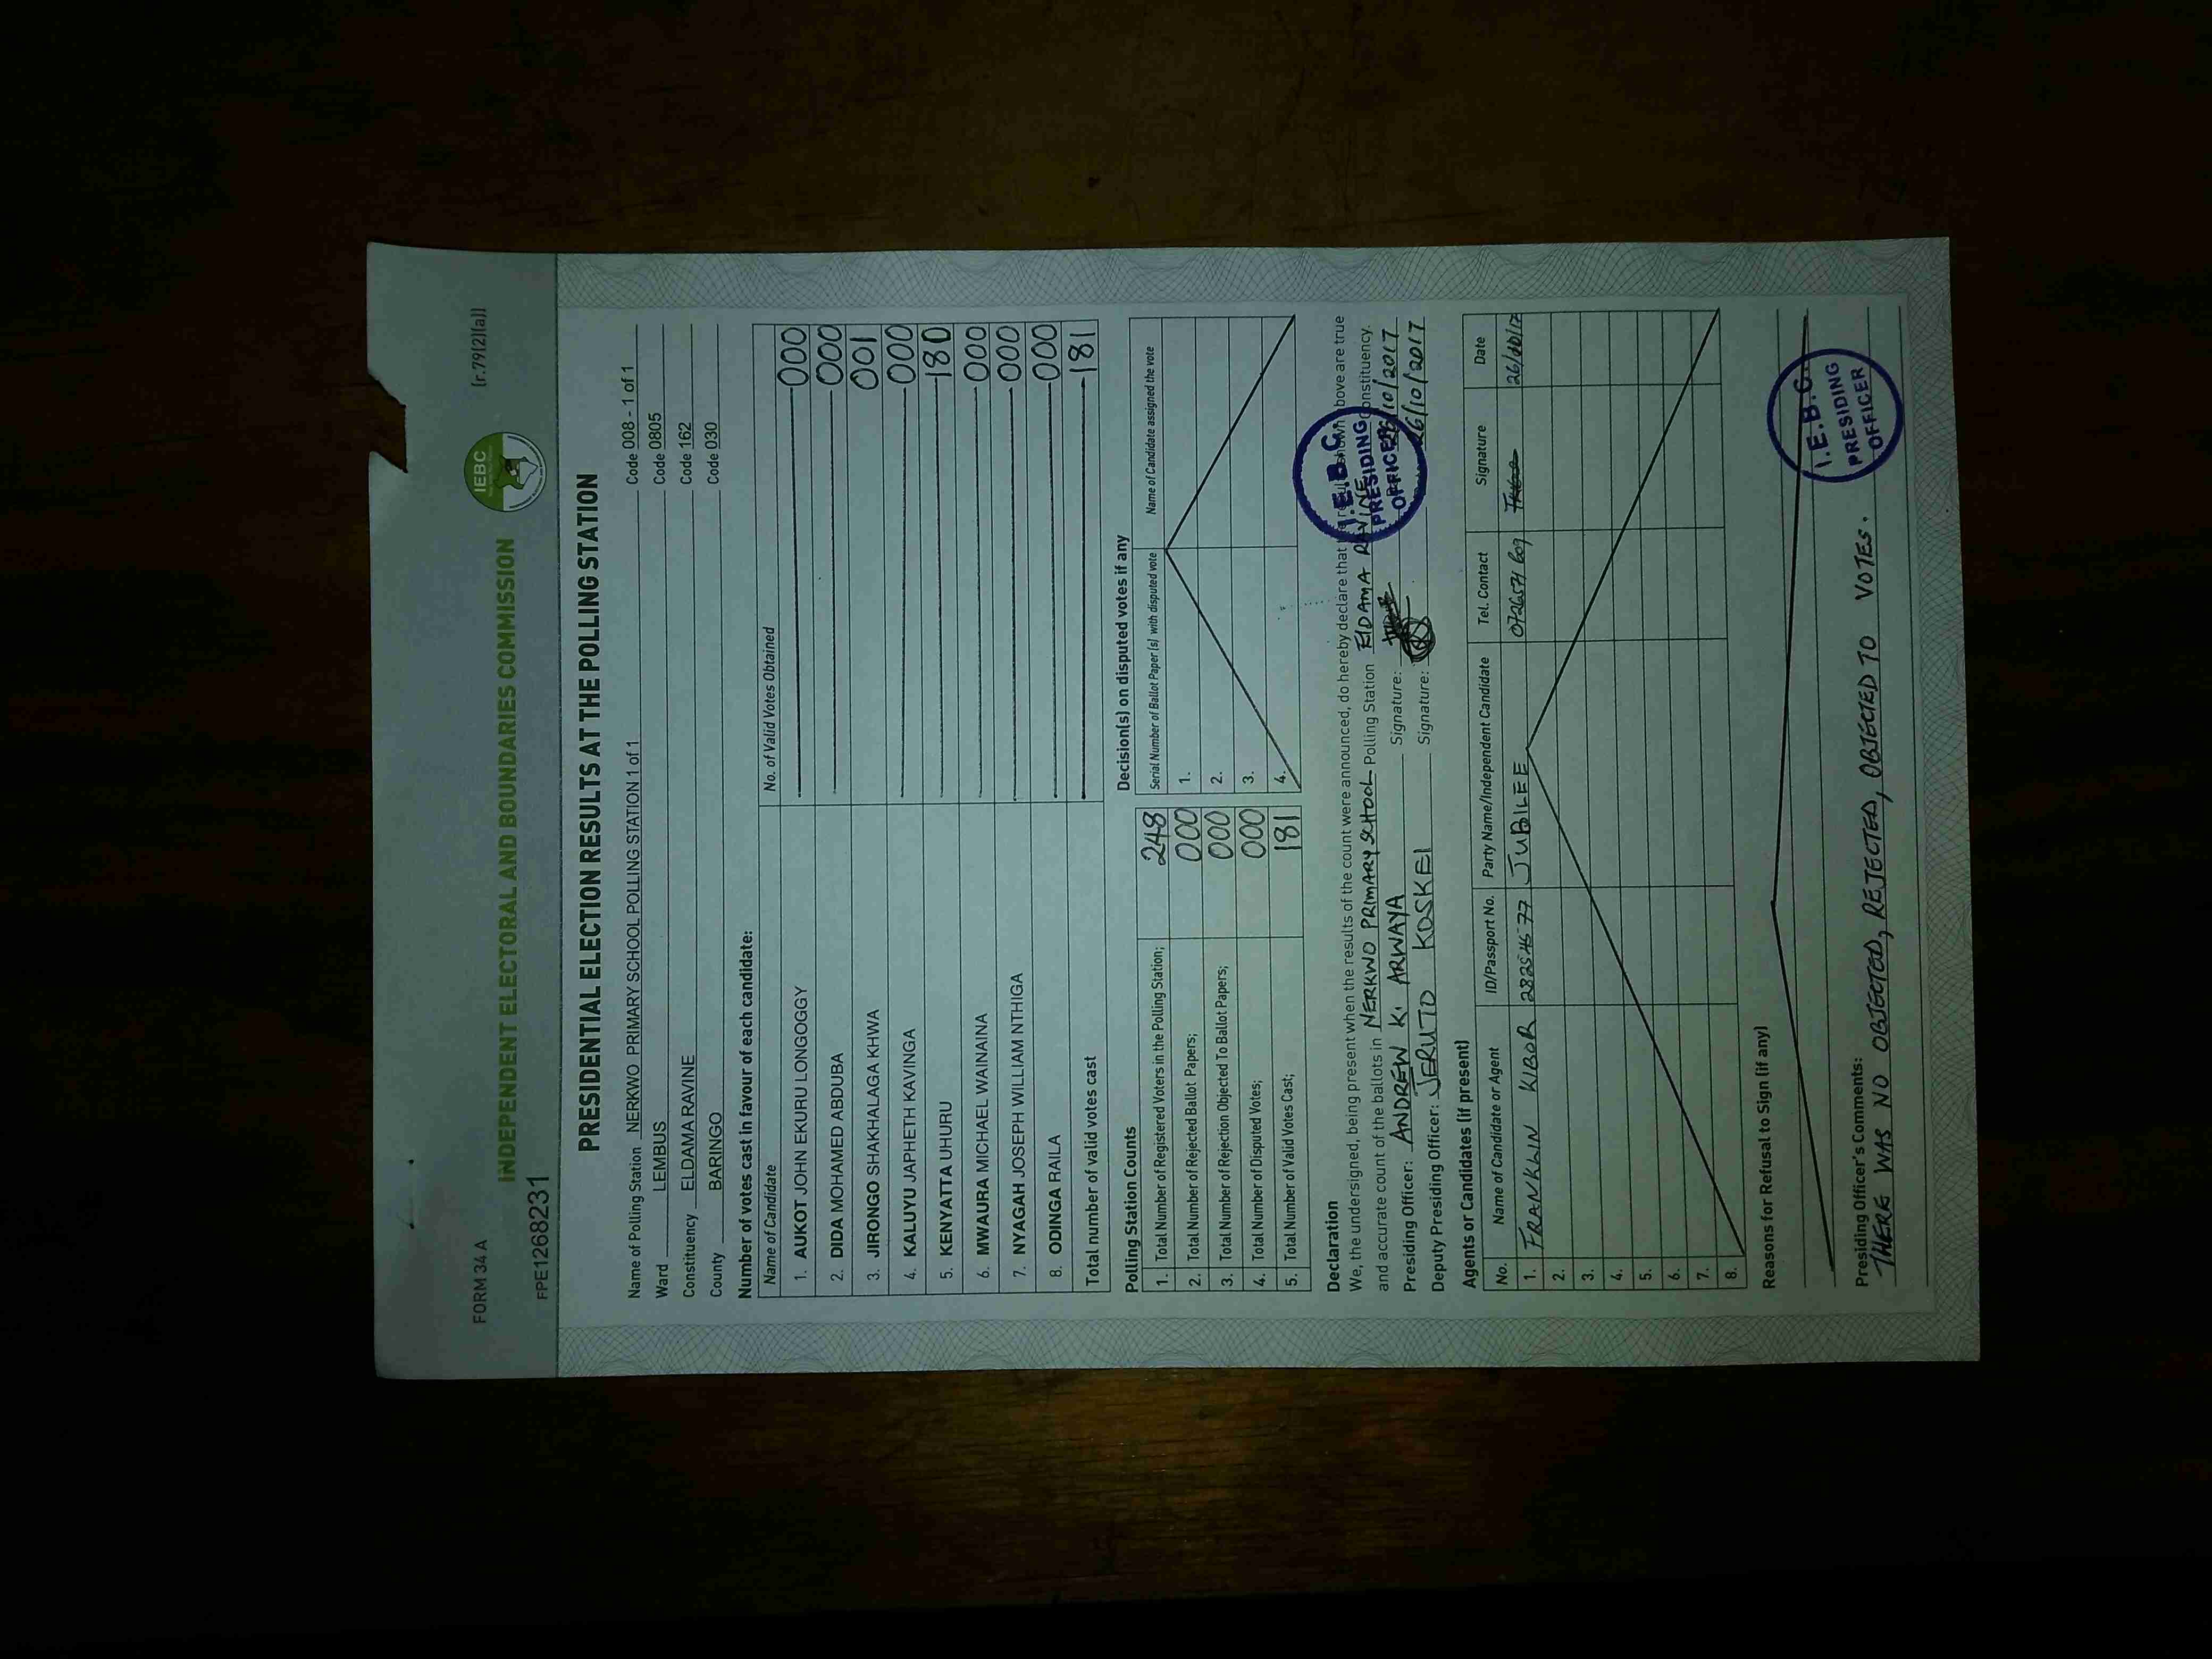 FORM 34 A
[r.79(2)(a)]
INDEPENDENT ELECTORAL AND BOUNDARIES COMMISSION
IEBC
FPE1268231
PRESIDENTIAL ELECTION RESULTS AT THE POLLING STATION
Name of Polling Station NERKWO PRIMARY SCHOOL POLLING STATION 1 of 1 Code 008 - 1 of 1
Ward LEMBUS Code 0805
Constituency ELDAMA RAVINE Code 162
County BARINGO Code 030
Number of votes cast in favour of each candidate:
Name of Candidate No. of Valid Votes Obtained
1. AUKOT JOHN EKURU LONGOGGY 000
2. DIDA MOHAMED ABDUBA 000
3. JIRONGO SHAKHALAGA KHWA 001
4. KALUYU JAPHETH KAVINGA 000
5. KENYATTA UHURU 180
6. MWAURA MICHAEL WAINAINA 000
7. NYAGAH JOSEPH WILLIAM NTHIGA 000
8. ODINGA RAILA 000
Total number of valid votes cast 181
Polling Station Counts
1. Total Number of Registered Voters in the Polling Station; 248
2. Total Number of Rejected Ballot Papers; 000
3. Total Number of Rejection Objected To Ballot Papers; 000
4. Total Number of Disputed Votes; 000
5. Total Number of Valid Votes Cast; 181
Decision(s) on disputed votes if any
Serial Number of Ballot Paper(s) with disputed vote Name of Candidate assigned the vote
1.
2.
3.
4.
Declaration
We, the undersigned, being present when the results of the count were announced, do hereby declare that bove are true
and accurate count of the ballots in NERKWO PRIMARY SCHOOL Polling Station ELDAMA RAVINE Constituency.
Presiding Officer: ANDREW K. ARWAYA Signature: 26/10/2017
Deputy Presiding Officer: JERUTO KOSKEI Signature: 26/10/2017
I.E.B.C.
PRESIDING
OFFICER
Agents or Candidates (if present)
No. Name of Candidate or Agent ID/Passport No. Party Name/Independent Candidate Tel. Contact Signature Date
1. FRANKLIN KIBOR JUBILEE 26/10/17
2.
3.
4.
5.
6.
7.
8.
Reasons for Refusal to Sign (if any)
Presiding Officer's Comments:
THERE WAS NO OBJECTED, REJECTED, OBJECTED TO VOTES.
I.E.B.C.
PRESIDING
OFFICER